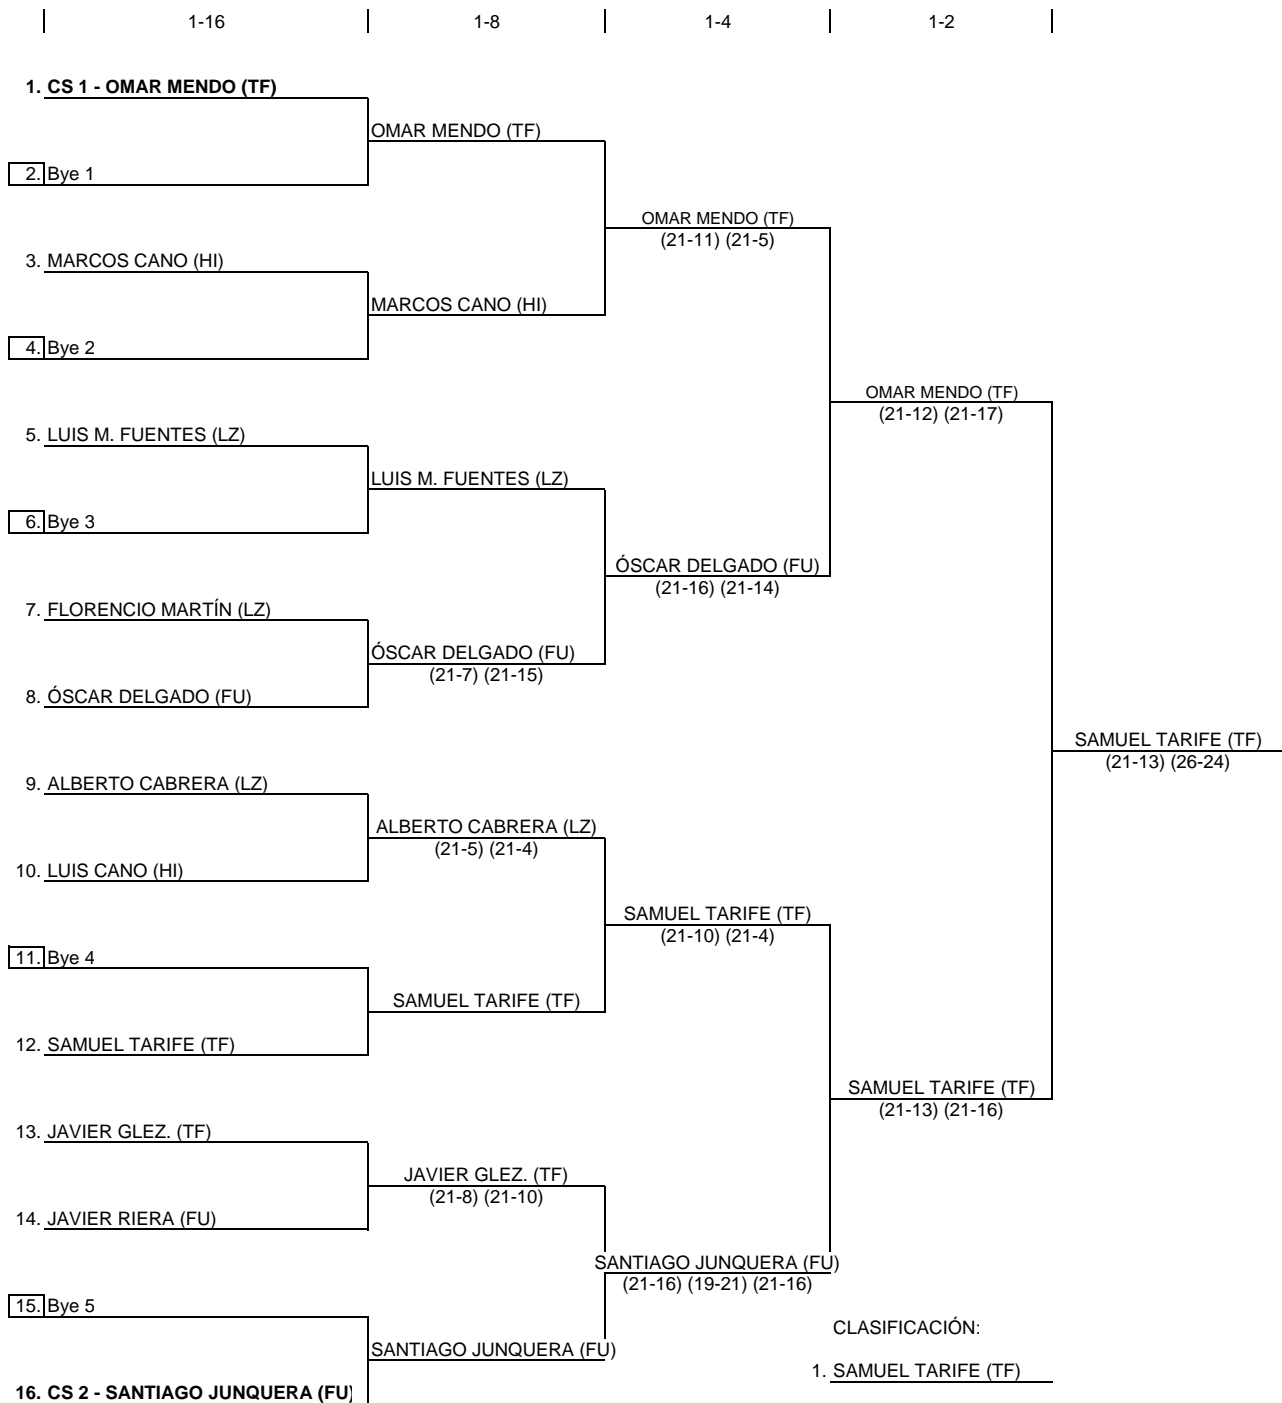 1-16 1-8 1-4 1-2
1. CS 1 - OMAR MENDO (TF)
OMAR MENDO (TF)
2. Bye 1
OMAR MENDO (TF)
(21-11) (21-5)
3. MARCOS CANO (HI)
MARCOS CANO (HI)
4. Bye 2
OMAR MENDO (TF)
(21-12) (21-17)
5. LUIS M. FUENTES (LZ)
LUIS M. FUENTES (LZ)
6. Bye 3
ÓSCAR DELGADO (FU)
(21-16) (21-14)
7. FLORENCIO MARTÍN (LZ)
ÓSCAR DELGADO (FU)
(21-7) (21-15)
8. ÓSCAR DELGADO (FU)
SAMUEL TARIFE (TF)
(21-13) (26-24)
9. ALBERTO CABRERA (LZ)
ALBERTO CABRERA (LZ)
(21-5) (21-4)
10. LUIS CANO (HI)
SAMUEL TARIFE (TF)
(21-10) (21-4)
11. Bye 4
SAMUEL TARIFE (TF)
12. SAMUEL TARIFE (TF)
SAMUEL TARIFE (TF)
(21-13) (21-16)
13. JAVIER GLEZ. (TF)
JAVIER GLEZ. (TF)
(21-8) (21-10)
14. JAVIER RIERA (FU)
SANTIAGO JUNQUERA (FU)
(21-16) (19-21) (21-16)
15. Bye 5
CLASIFICACIÓN:
SANTIAGO JUNQUERA (FU)
1. SAMUEL TARIFE (TF)
16. CS 2 - SANTIAGO JUNQUERA (FU)